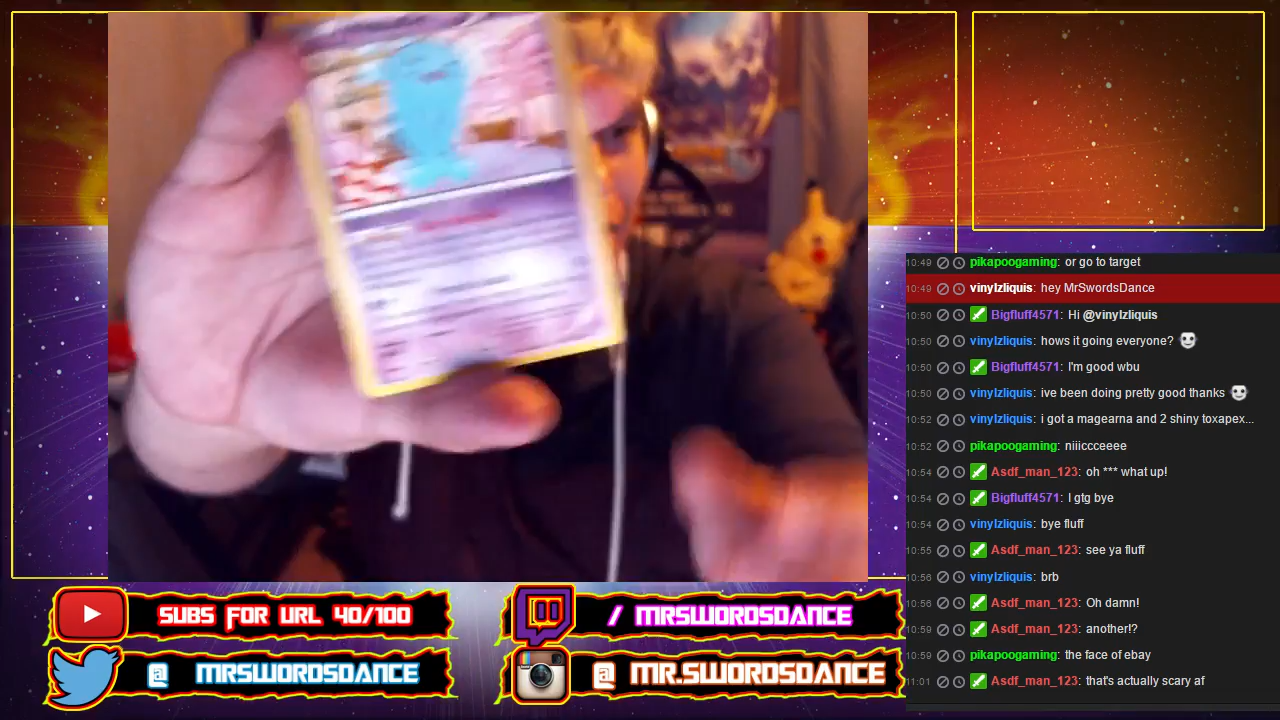 10:49 pikapoogaming: or go to target
10:49 vinylzliquis: hey MrSwordsDance
10:50 Bigfluff4571: Hi @vinylzliquis
10:50 vinylzliquis: hows it going everyone?
10:50 Bigfluff4571: I'm good wbu
10:50 vinylzliquis: ive been doing pretty good thanks
10:52 vinylzliquis: i got a magearna and 2 shiny toxapex...
10:52 pikapoogaming: niiiccceeee
10:54 Asdf_man_123: oh *** what up!
10:54 Bigfluff4571: I gtg bye
10:54 vinylzliquis: bye fluff
10:55 Asdf_man_123: see ya fluff
10:56 vinylzliquis: brb
10:56 Asdf_man_123: Oh damn!
10:59 Asdf_man_123: another!?
10:59 pikapoogaming: the face of ebay
11:01 Asdf_man_123: that's actually scary af
SUBS FOR URL 40/100
/ MRSWORDSDANCE
@ MRSWORDSDANCE
@ MR.SWORDSDANCE